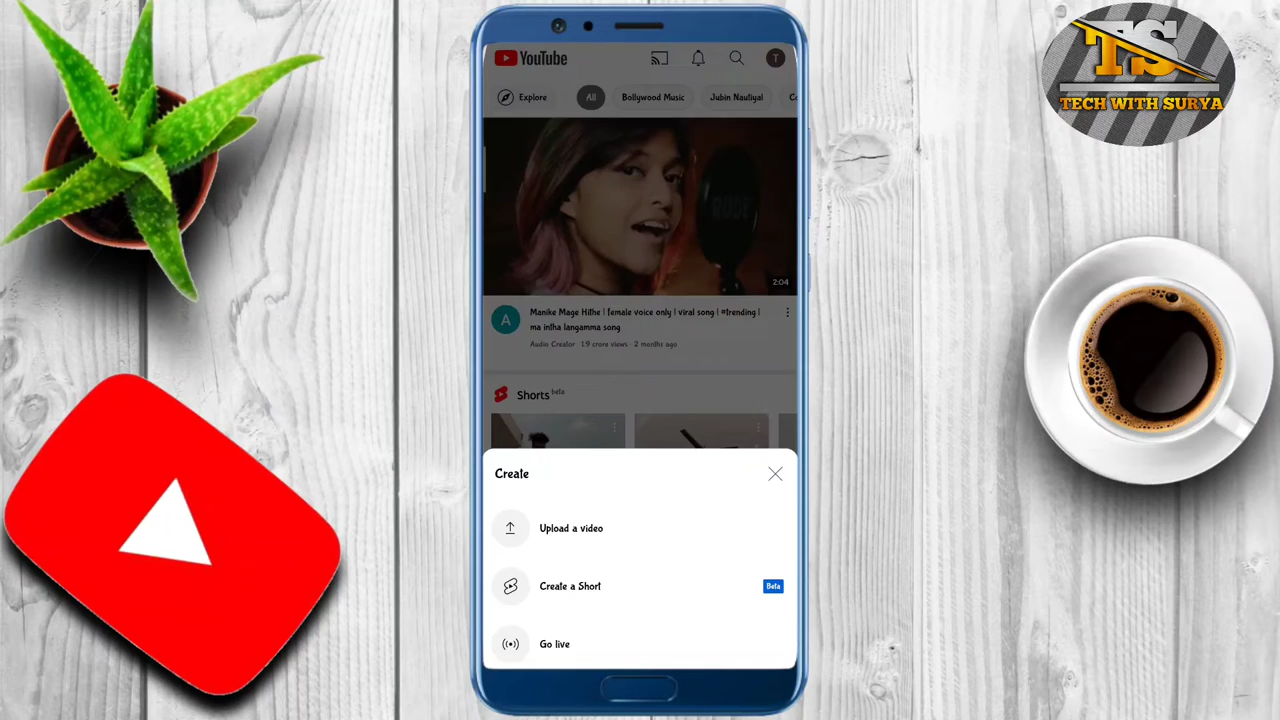 YouTube
T
Explore
All
Bollywood Music
Jubin Nautiyal
2:04
A
Manike Mage Hithe | female voice only | viral song | #trending |
ma intha langamma song
Audio Creator · 1.9 crore views · 2 months ago
Shorts beta
Create
Upload a video
Create a Short
Beta
Go live
TS
TECH WITH SURYA